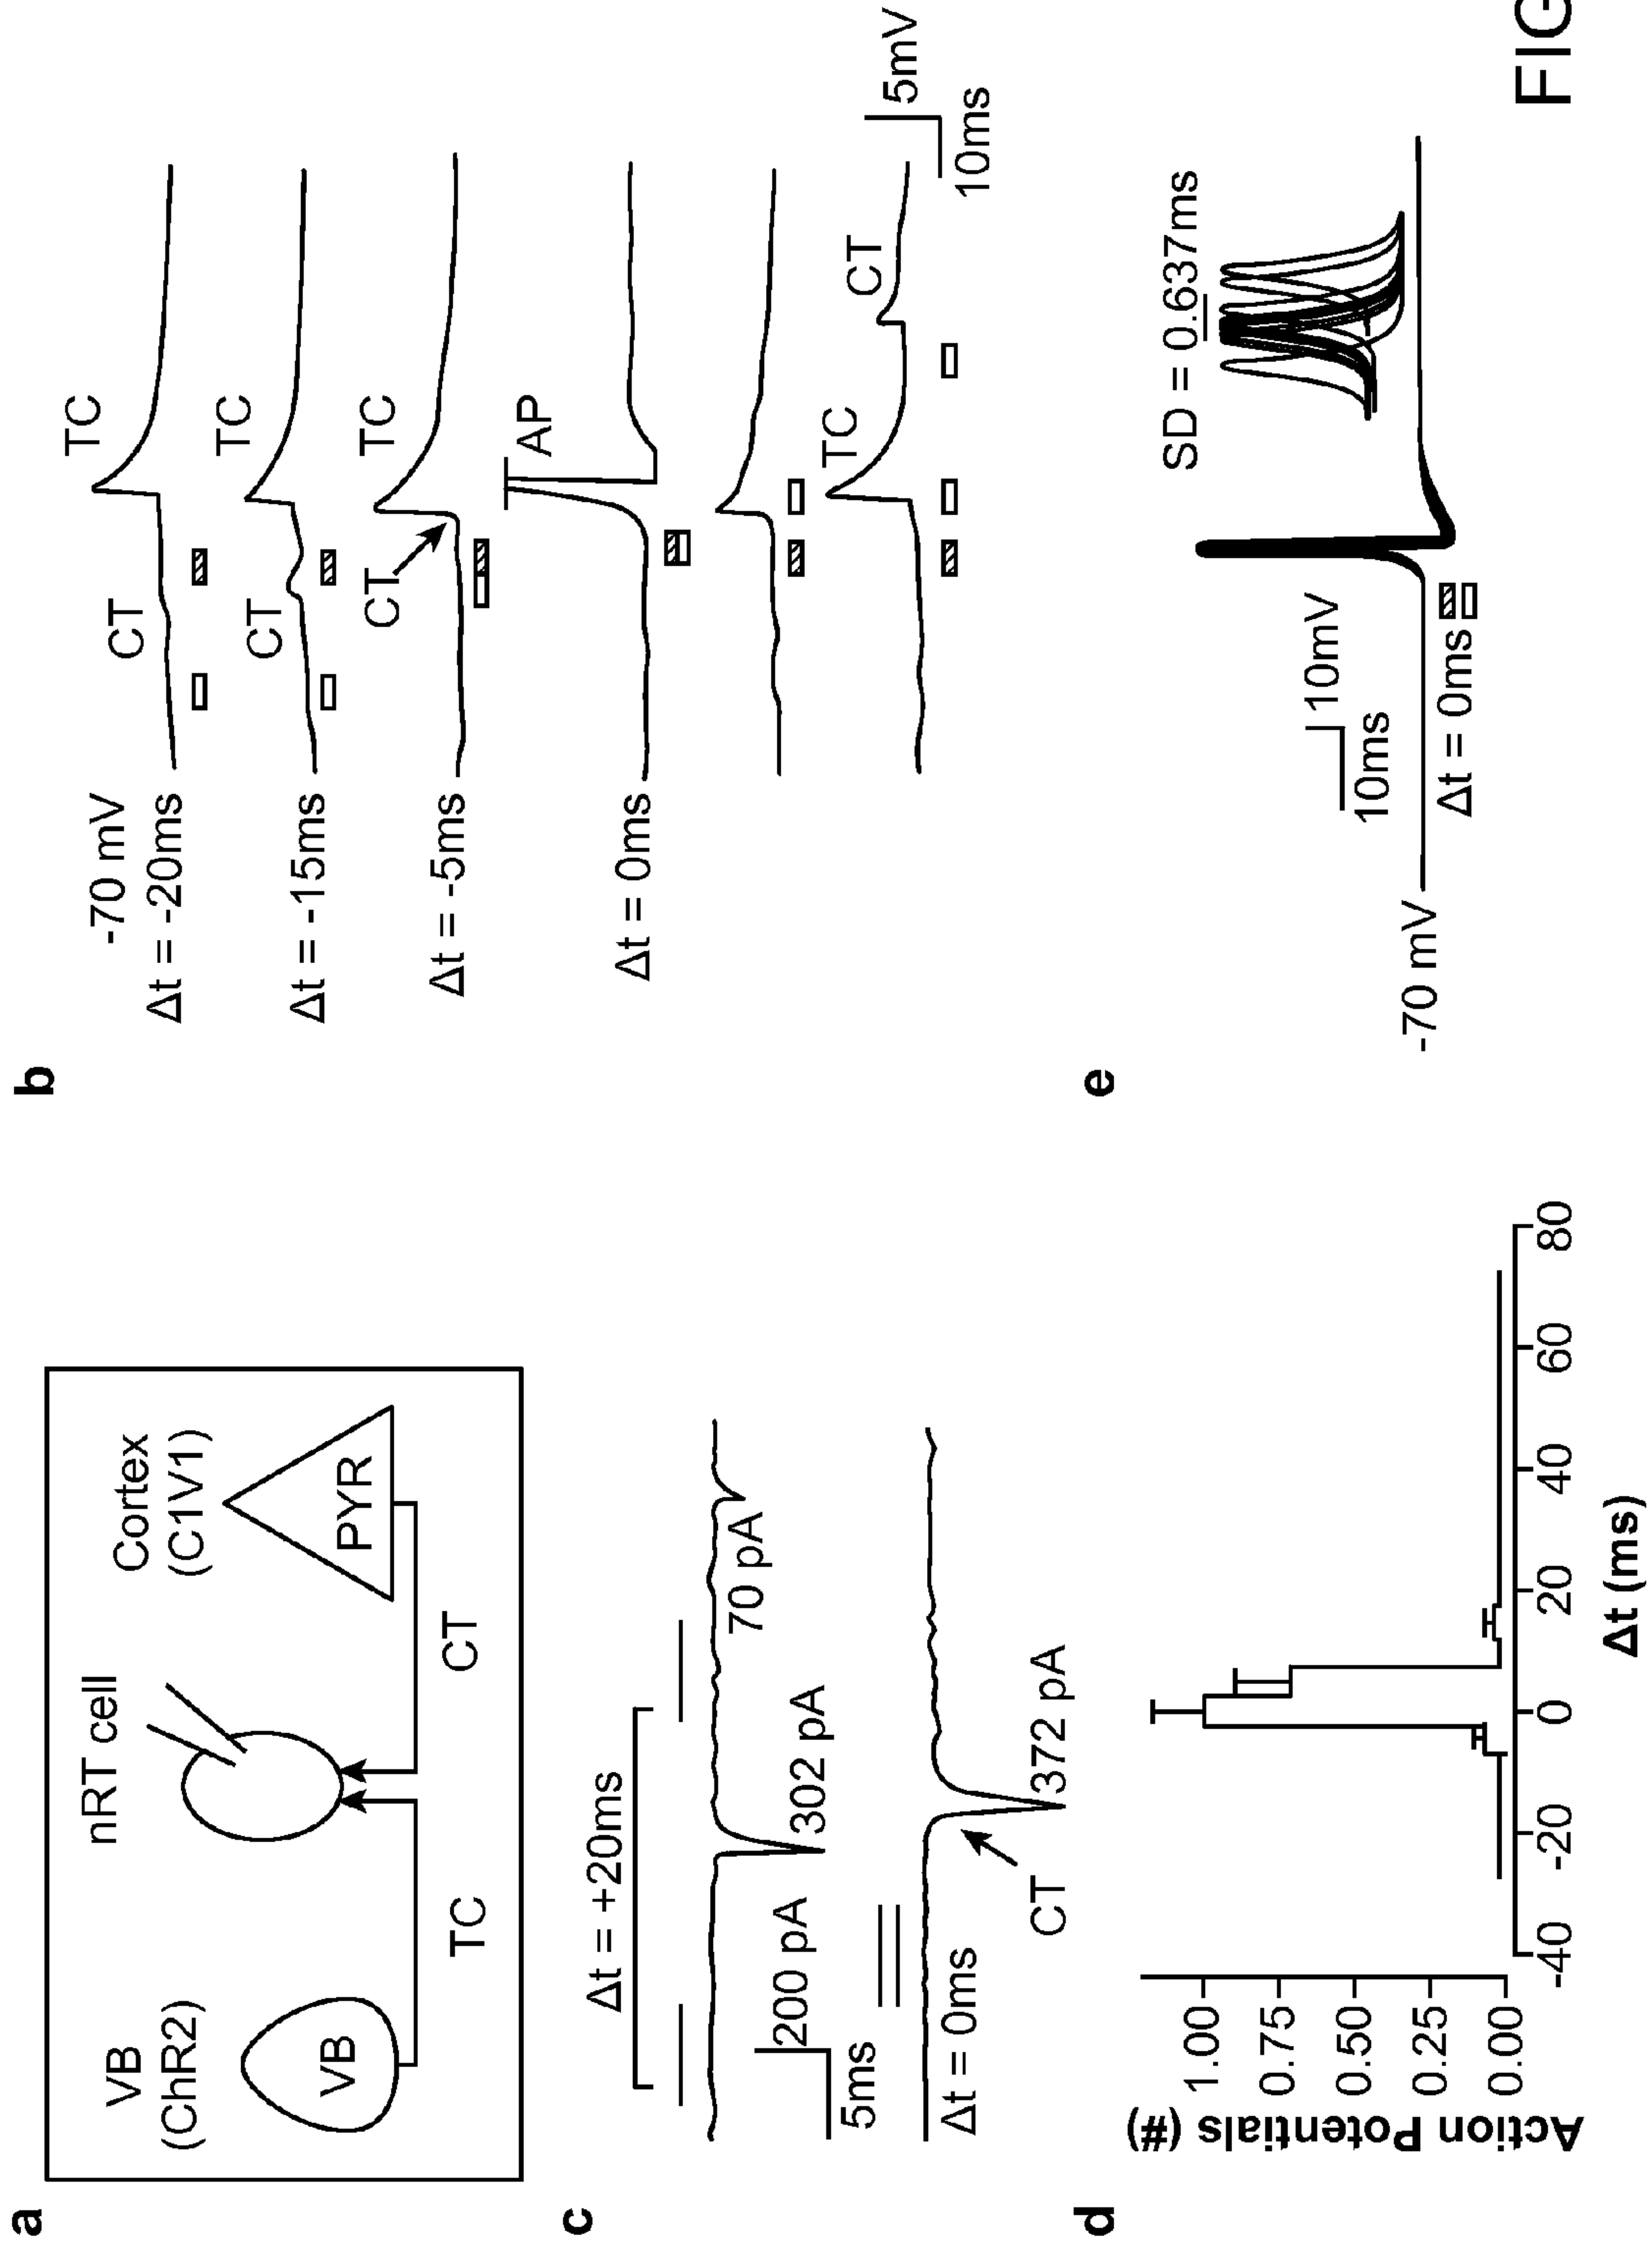 a
VB
(ChR2)
nRT cell
Cortex
(C1V1)
VB
PYR
TC
CT
b
-70 mV
Δt = -20ms
CT
TC
Δt = -15ms
CT
TC
Δt = -5ms
CT
TC
Δt = 0ms
AP
TC
CT
5mV
10ms
c
Δt = +20ms
200 pA
5ms
302 pA
70 pA
Δt = 0ms
CT
372 pA
d
Action Potentials (#)
1.00
0.75
0.50
0.25
0.00
-40
-20
0
20
40
60
80
Δt (ms)
e
SD = 0.637ms
10mV
10ms
-70 mV
Δt = 0ms
FIG